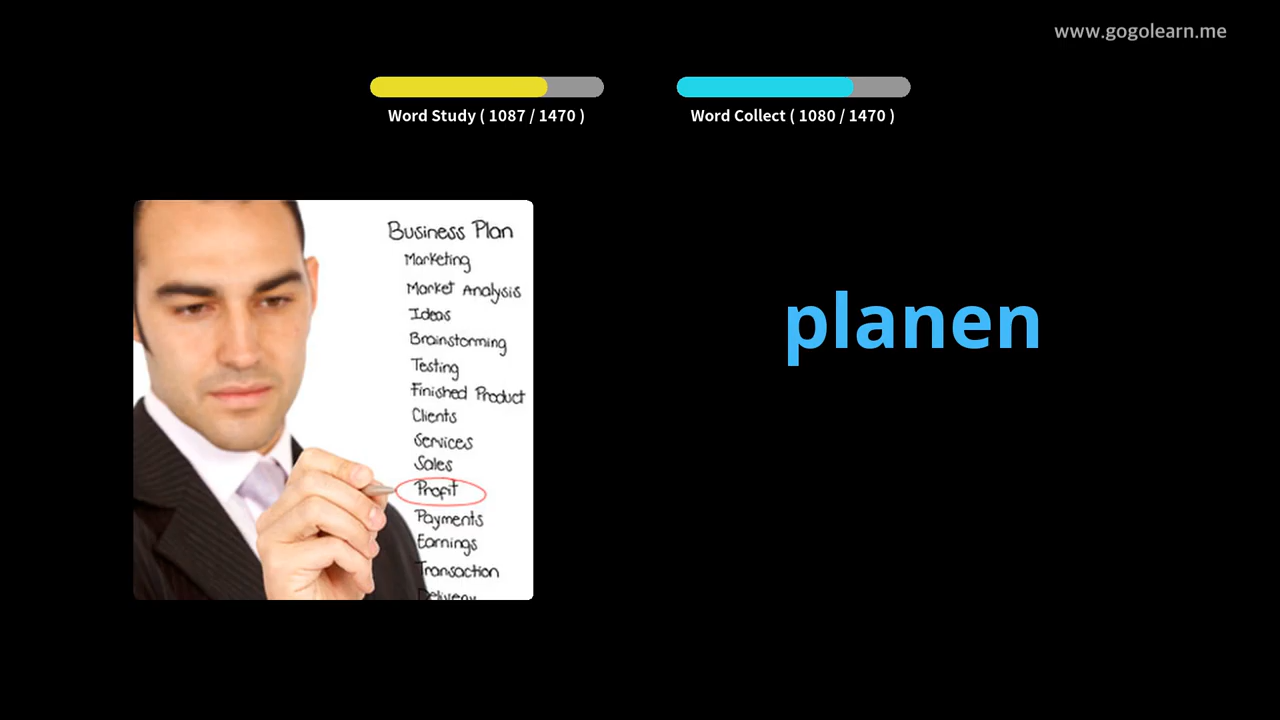 www.gogolearn.me
Word Study ( 1087 / 1470 )
Word Collect ( 1080 / 1470 )
Business Plan
Marketing
Market Analysis
Ideas
Brainstorming
Testing
Finished Product
Clients
Services
Sales
Profit
Payments
Earnings
Transaction
Delivery
planen